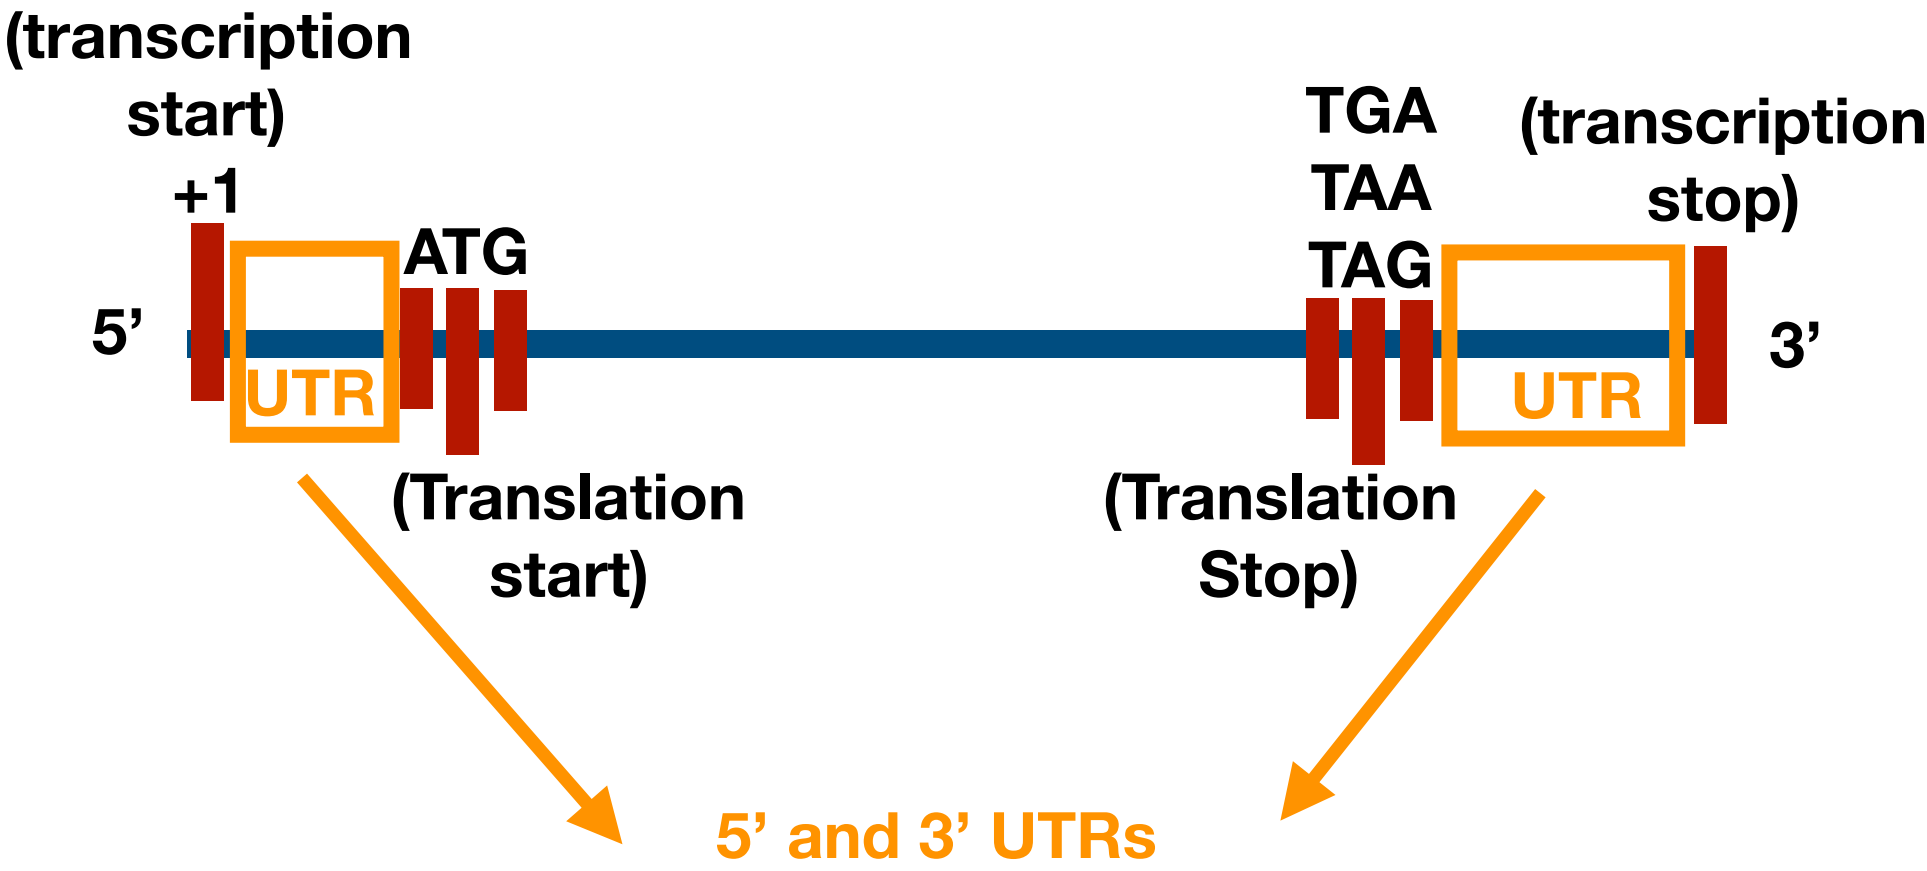 (transcription
start)
+1
ATG
TGA
TAA
TAG
(transcription
stop)
5’
3’
UTR
UTR
(Translation
start)
(Translation
Stop)
5’ and 3’ UTRs